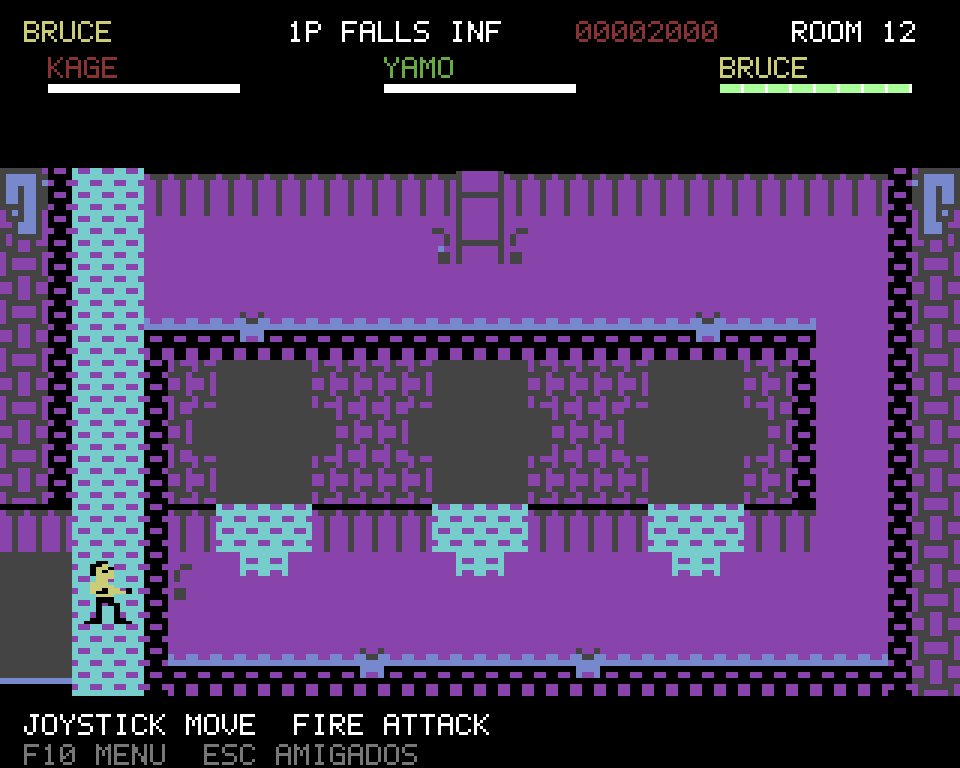 BRUCE 1P FALLS INF 00002000 ROOM 12
KAGE YAMO BRUCE
JOYSTICK MOVE FIRE ATTACK
F10 MENU ESC AMIGADOS